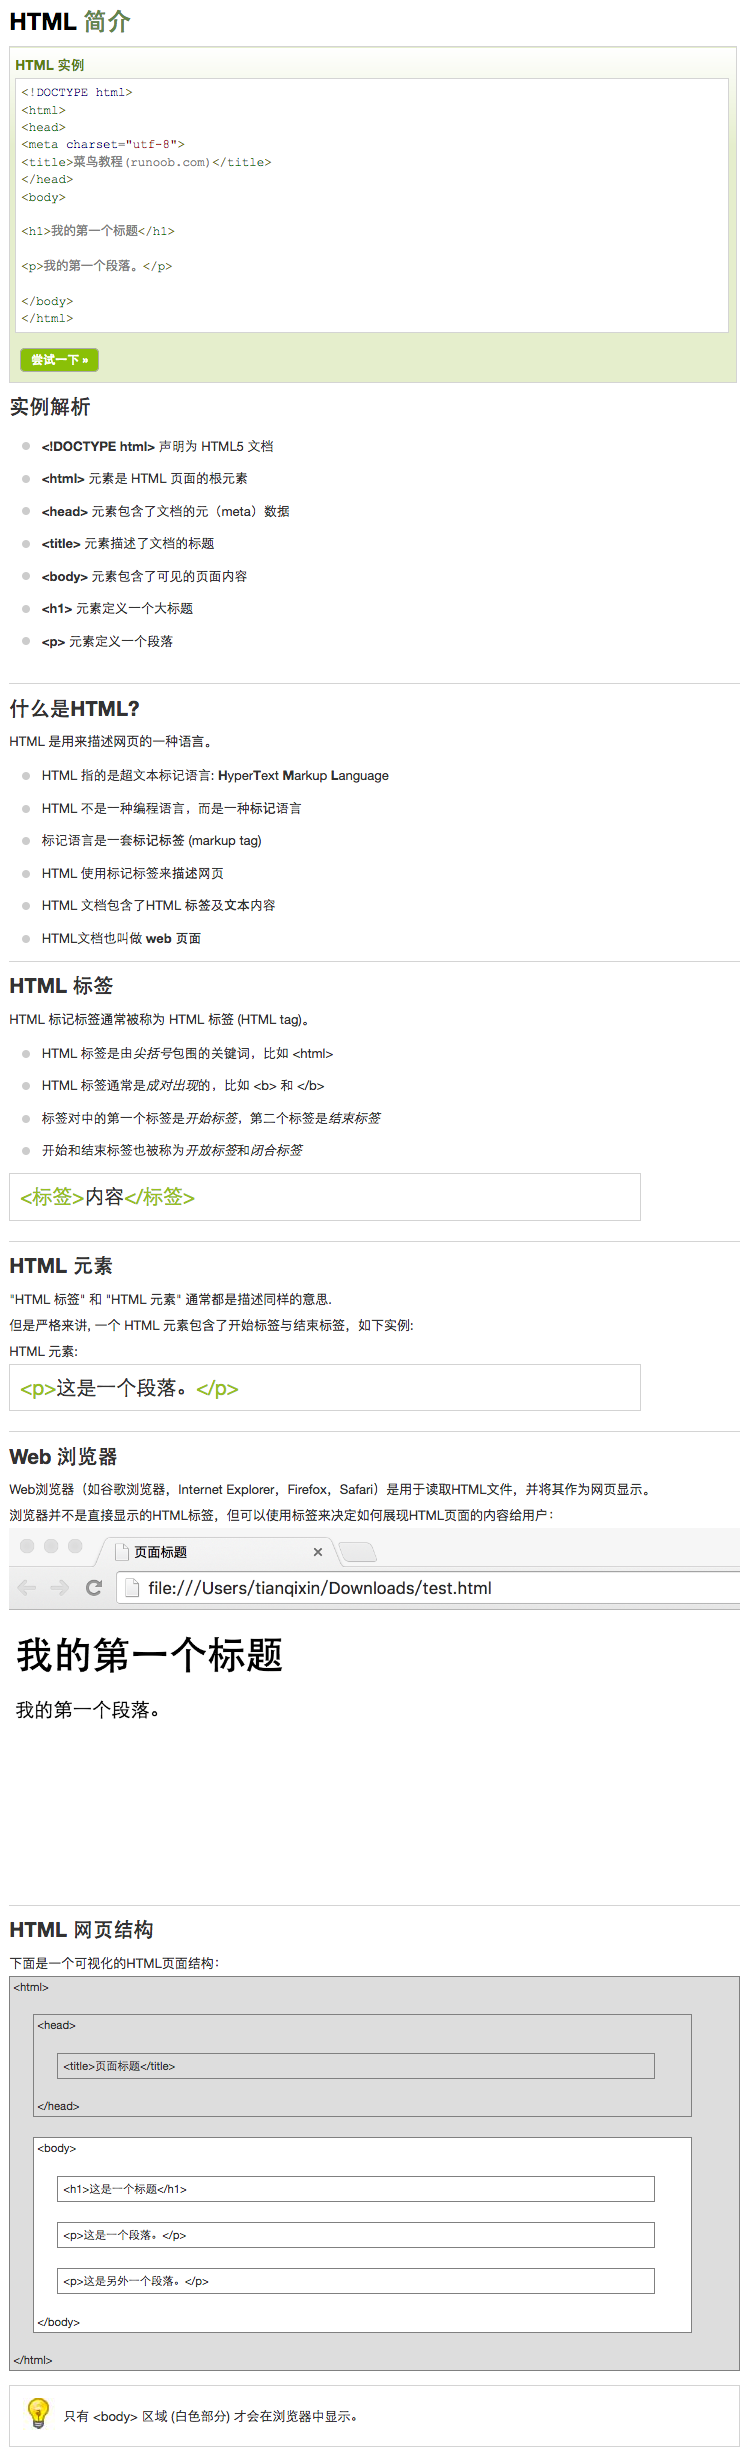 HTML 简介
HTML 实例
<!DOCTYPE html>
<html>
<head>
<meta charset="utf-8">
<title>菜鸟教程(runoob.com)</title>
</head>
<body>
<h1>我的第一个标题</h1>
<p>我的第一个段落。</p>
</body>
</html>
尝试一下 »
实例解析
<!DOCTYPE html> 声明为 HTML5 文档
<html> 元素是 HTML 页面的根元素
<head> 元素包含了文档的元（meta）数据
<title> 元素描述了文档的标题
<body> 元素包含了可见的页面内容
<h1> 元素定义一个大标题
<p> 元素定义一个段落
什么是HTML?
HTML 是用来描述网页的一种语言。
HTML 指的是超文本标记语言: HyperText Markup Language
HTML 不是一种编程语言，而是一种标记语言
标记语言是一套标记标签 (markup tag)
HTML 使用标记标签来描述网页
HTML 文档包含了HTML 标签及文本内容
HTML文档也叫做 web 页面
HTML 标签
HTML 标记标签通常被称为 HTML 标签 (HTML tag)。
HTML 标签是由尖括号包围的关键词，比如 <html>
HTML 标签通常是成对出现的，比如 <b> 和 </b>
标签对中的第一个标签是开始标签，第二个标签是结束标签
开始和结束标签也被称为开放标签和闭合标签
<标签>内容</标签>
HTML 元素
"HTML 标签" 和 "HTML 元素" 通常都是描述同样的意思.
但是严格来讲, 一个 HTML 元素包含了开始标签与结束标签，如下实例:
HTML 元素:
<p>这是一个段落。</p>
Web 浏览器
Web浏览器（如谷歌浏览器，Internet Explorer，Firefox，Safari）是用于读取HTML文件，并将其作为网页显示。
浏览器并不是直接显示的HTML标签，但可以使用标签来决定如何展现HTML页面的内容给用户：
页面标题
file:///Users/tianqixin/Downloads/test.html
我的第一个标题
我的第一个段落。
HTML 网页结构
下面是一个可视化的HTML页面结构：
<html>
<head>
<title>页面标题</title>
</head>
<body>
<h1>这是一个标题</h1>
<p>这是一个段落。</p>
<p>这是另外一个段落。</p>
</body>
</html>
只有 <body> 区域 (白色部分) 才会在浏览器中显示。